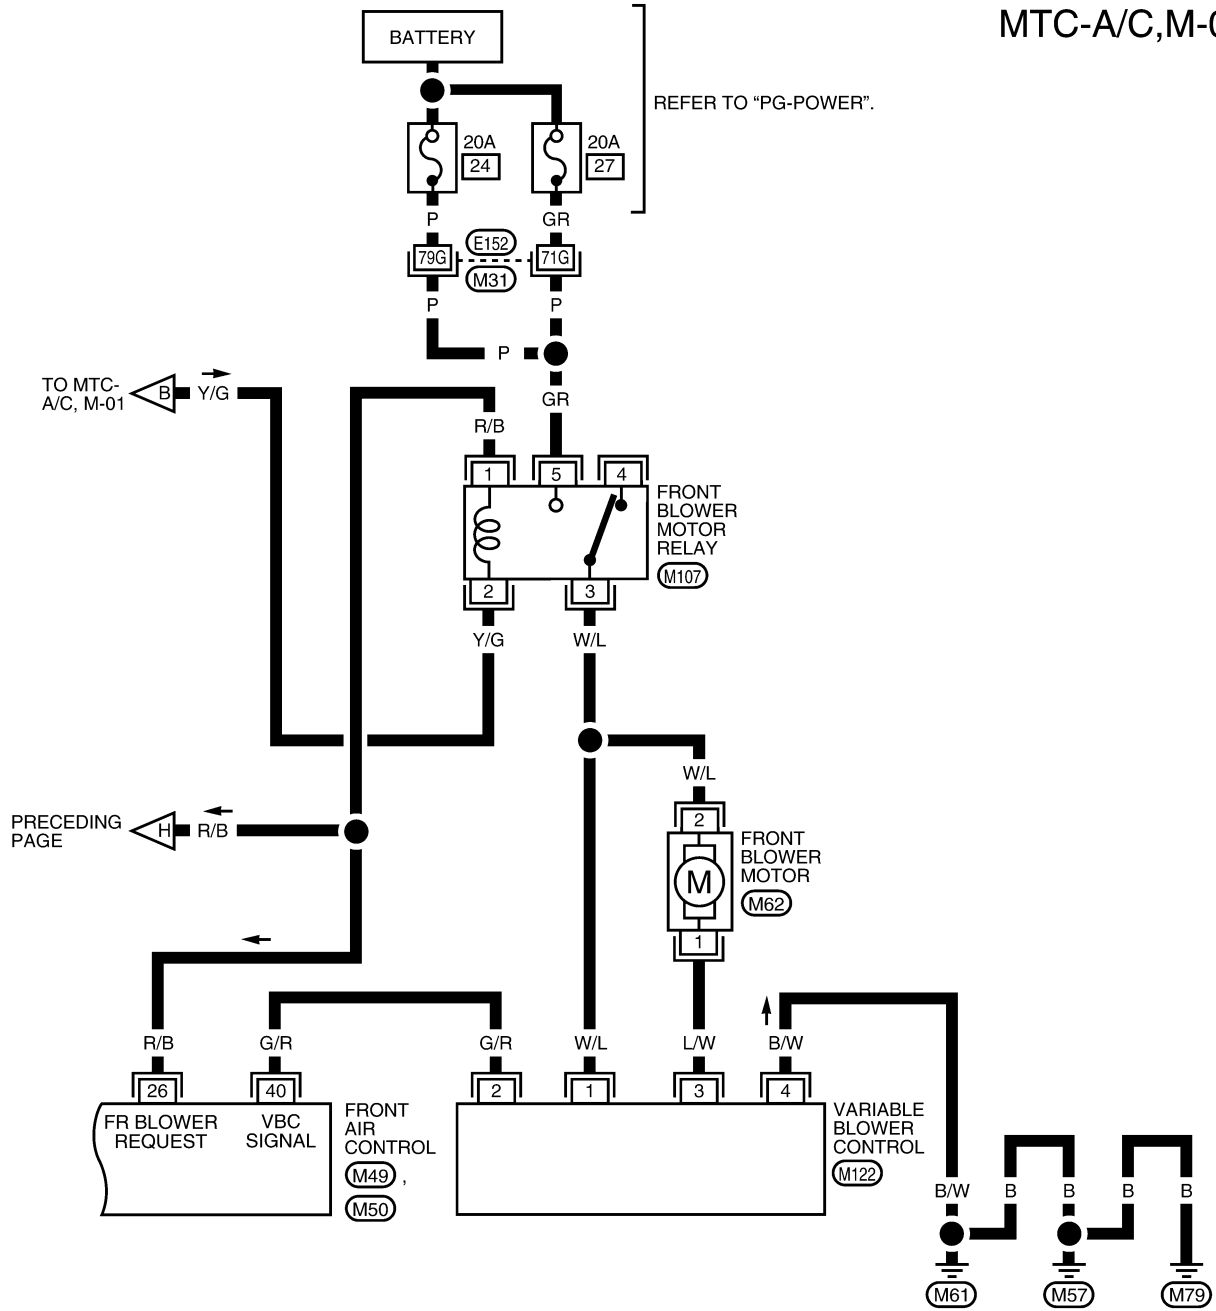 MTC-A/C,M-0
BATTERY
REFER TO “PG-POWER”.
20A
24
20A
27
P
GR
79G
E152
71G
M31
P
P
P
TO MTC-
A/C, M-01
B
Y/G
GR
R/B
1
5
4
FRONT
BLOWER
MOTOR
RELAY
M107
2
3
Y/G
W/L
W/L
PRECEDING
PAGE
H
R/B
2
FRONT
BLOWER
MOTOR
M
M62
1
R/B
G/R
G/R
W/L
L/W
B/W
26
40
2
1
3
4
FR BLOWER
REQUEST
VBC
SIGNAL
FRONT
AIR
CONTROL
M49 ,
M50
VARIABLE
BLOWER
CONTROL
M122
B/W
B
B
B
B
M61
M57
M79